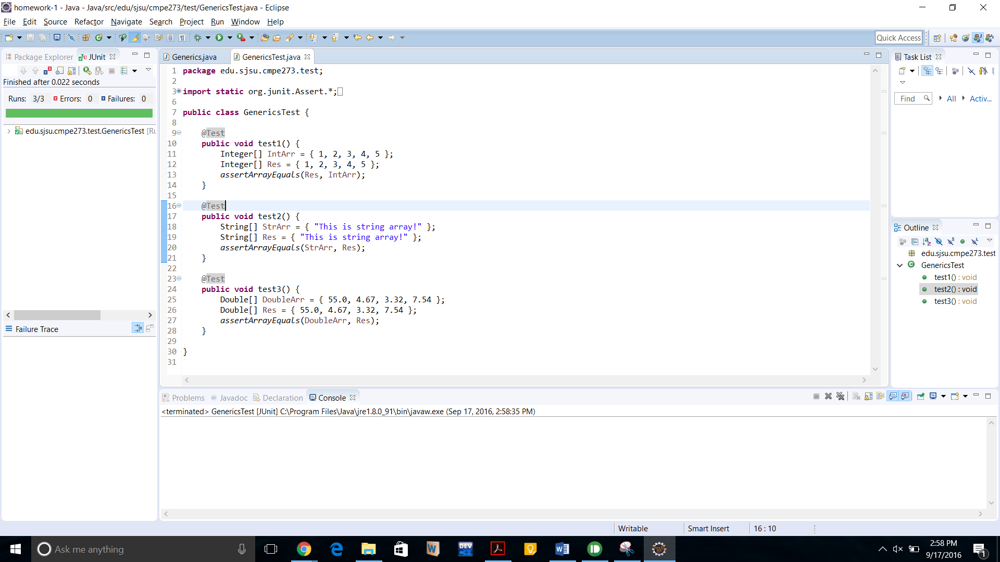 homework-1 - Java - Java/src/edu/sjsu/cmpe273/test/GenericsTest.java - Eclipse
File Edit Source Refactor Navigate Search Project Run Window Help
Quick Access
Package Explorer JUnit
Finished after 0.022 seconds
Runs: 3/3 Errors: 0 Failures: 0
edu.sjsu.cmpe273.test.GenericsTest [Ru
Failure Trace
Generics.java GenericsTest.java
1 package edu.sjsu.cmpe273.test;
2
3 import static org.junit.Assert.*;
6
7 public class GenericsTest {
8
9 @Test
10 public void test1() {
11 Integer[] IntArr = { 1, 2, 3, 4, 5 };
12 Integer[] Res = { 1, 2, 3, 4, 5 };
13 assertArrayEquals(Res, IntArr);
14 }
15
16 @Test
17 public void test2() {
18 String[] StrArr = { "This is string array!" };
19 String[] Res = { "This is string array!" };
20 assertArrayEquals(StrArr, Res);
21 }
22
23 @Test
24 public void test3() {
25 Double[] DoubleArr = { 55.0, 4.67, 3.32, 7.54 };
26 Double[] Res = { 55.0, 4.67, 3.32, 7.54 };
27 assertArrayEquals(DoubleArr, Res);
28 }
29
30 }
31
Task List
Find All Activ...
Outline
edu.sjsu.cmpe273.test
GenericsTest
test1() : void
test2() : void
test3() : void
Problems @ Javadoc Declaration Console
<terminated> GenericsTest [JUnit] C:\Program Files\Java\jre1.8.0_91\bin\javaw.exe (Sep 17, 2016, 2:58:35 PM)
Writable Smart Insert 16 : 10
Ask me anything
DEV
2:58 PM
9/17/2016
1